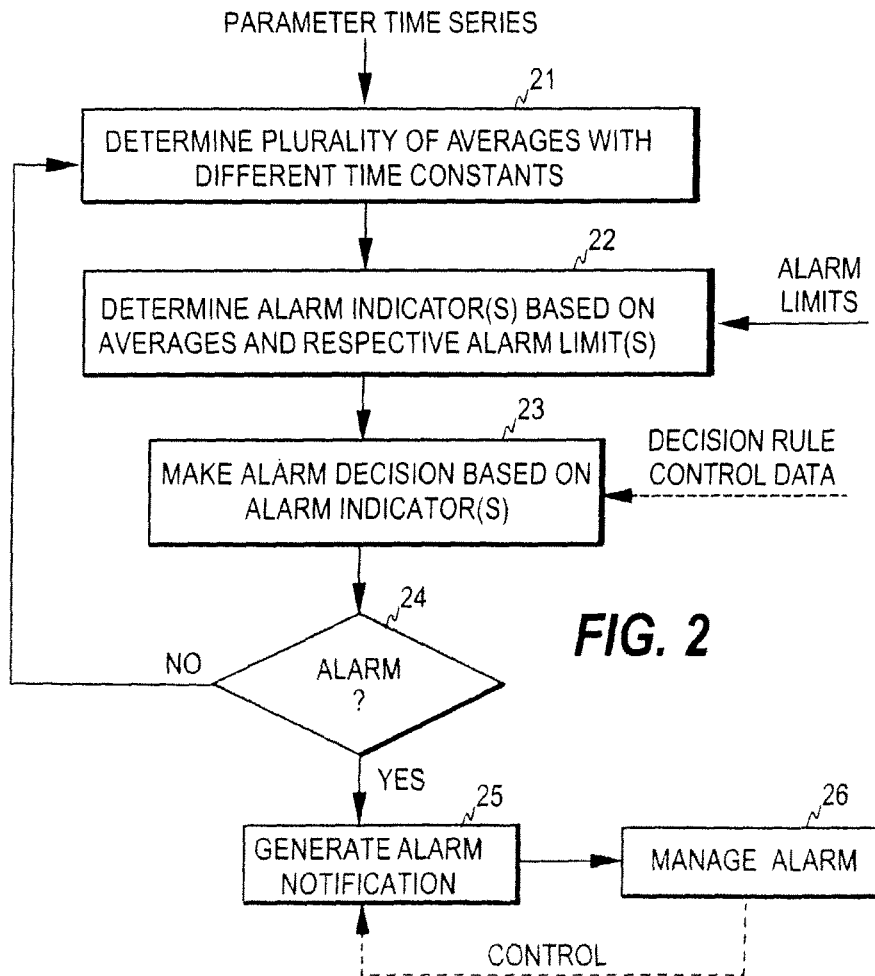 PARAMETER TIME SERIES
21
DETERMINE PLURALITY OF AVERAGES WITH
DIFFERENT TIME CONSTANTS
22
DETERMINE ALARM INDICATOR(S) BASED ON
AVERAGES AND RESPECTIVE ALARM LIMIT(S)
ALARM
LIMITS
23
MAKE ALARM DECISION BASED ON
ALARM INDICATOR(S)
DECISION RULE
CONTROL DATA
24
ALARM
?
NO
FIG. 2
YES
25
GENERATE ALARM
NOTIFICATION
26
MANAGE ALARM
CONTROL